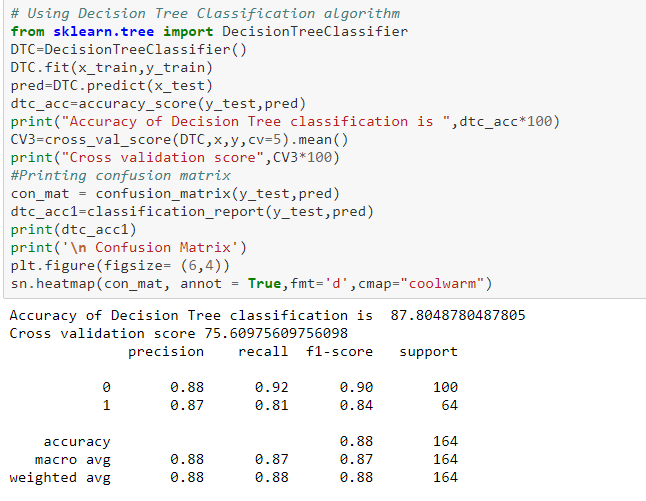 # Using Decision Tree Classification algorithm
from sklearn.tree import DecisionTreeClassifier
DTC=DecisionTreeClassifier()
DTC.fit(x_train,y_train)
pred=DTC.predict(x_test)
dtc_acc=accuracy_score(y_test,pred)
print("Accuracy of Decision Tree classification is ",dtc_acc*100)
CV3=cross_val_score(DTC,x,y,cv=5).mean()
print("Cross validation score",CV3*100)
#Printing confusion matrix
con_mat = confusion_matrix(y_test,pred)
dtc_acc1=classification_report(y_test,pred)
print(dtc_acc1)
print('\n Confusion Matrix')
plt.figure(figsize= (6,4))
sn.heatmap(con_mat, annot = True,fmt='d',cmap="coolwarm")
Accuracy of Decision Tree classification is  87.8048780487805
Cross validation score 75.60975609756098
precision recall f1-score support
0 0.88 0.92 0.90 100
1 0.87 0.81 0.84 64
accuracy 0.88 164
macro avg 0.88 0.87 0.87 164
weighted avg 0.88 0.88 0.88 164